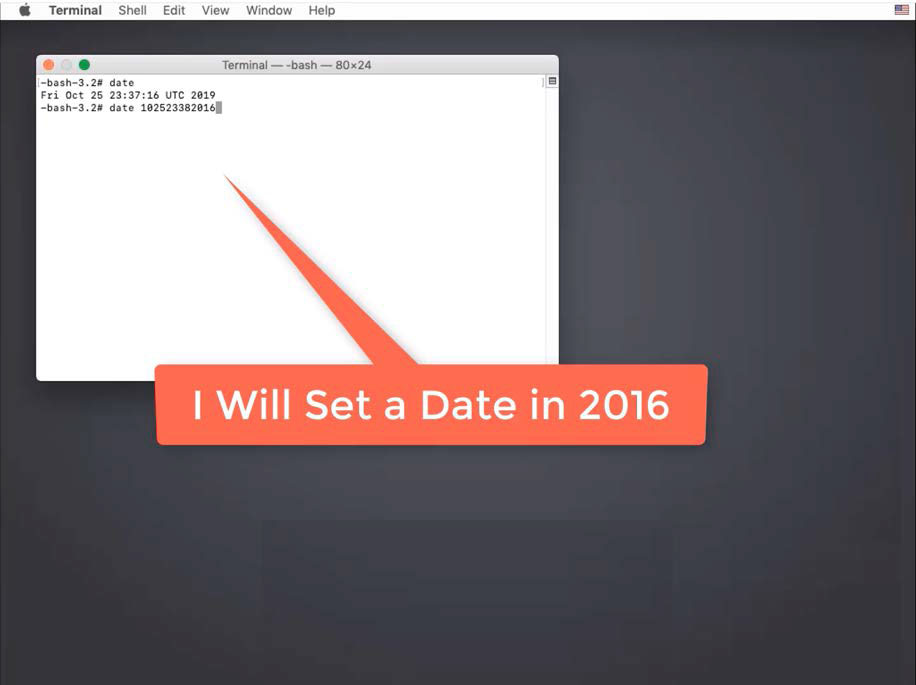 Terminal Shell Edit View Window Help
Terminal — -bash — 80×24
[-bash-3.2# date ]
Fri Oct 25 23:37:16 UTC 2019
-bash-3.2# date 102523382016
I Will Set a Date in 2016